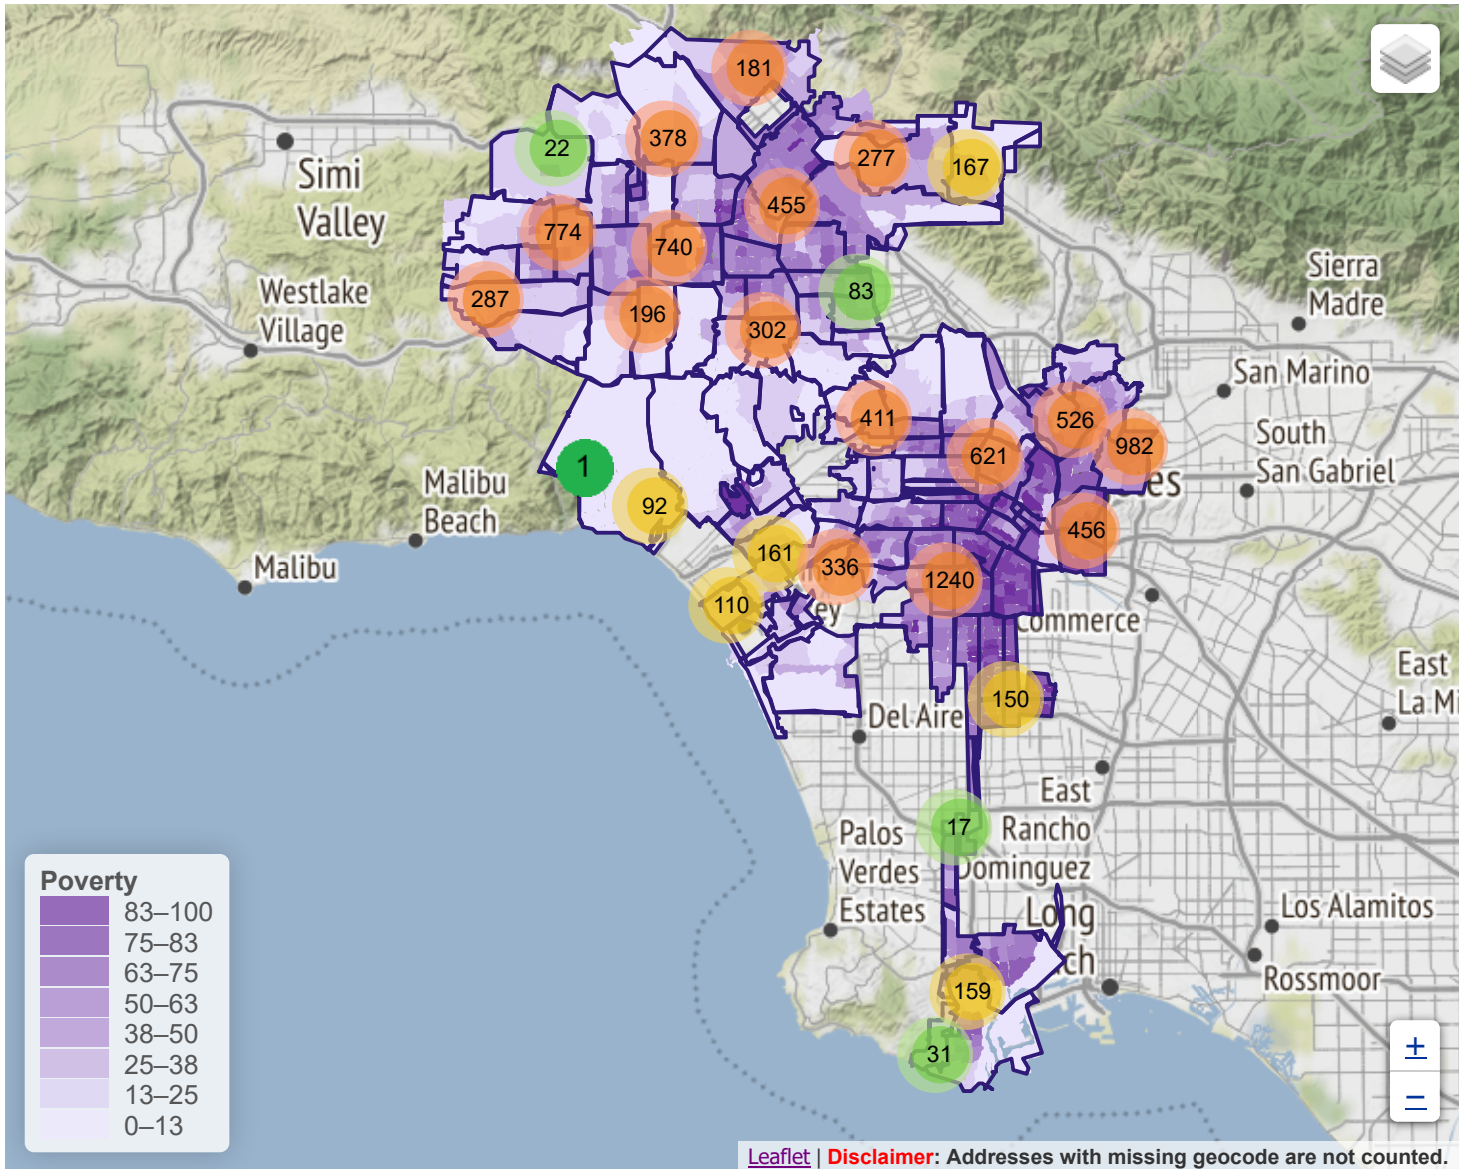 181
22
378
277
167
Simi
Valley
455
774
740
Sierra
Madre
Westlake
Village
287
83
196
302
San Marino
411
526
982
621
South
San Gabriel
1
Malibu
Beach
92
es
456
161
336
1240
Malibu
110
ey
Commerce
East
La Mi
150
Del Aire
East
Rancho
Dominguez
17
Palos
Verdes
Estates
Long
ch
Los Alamitos
Rossmoor
159
31
Poverty
83–100
75–83
63–75
50–63
38–50
25–38
13–25
0–13
+
−
Leaflet | Disclaimer: Addresses with missing geocode are not counted.